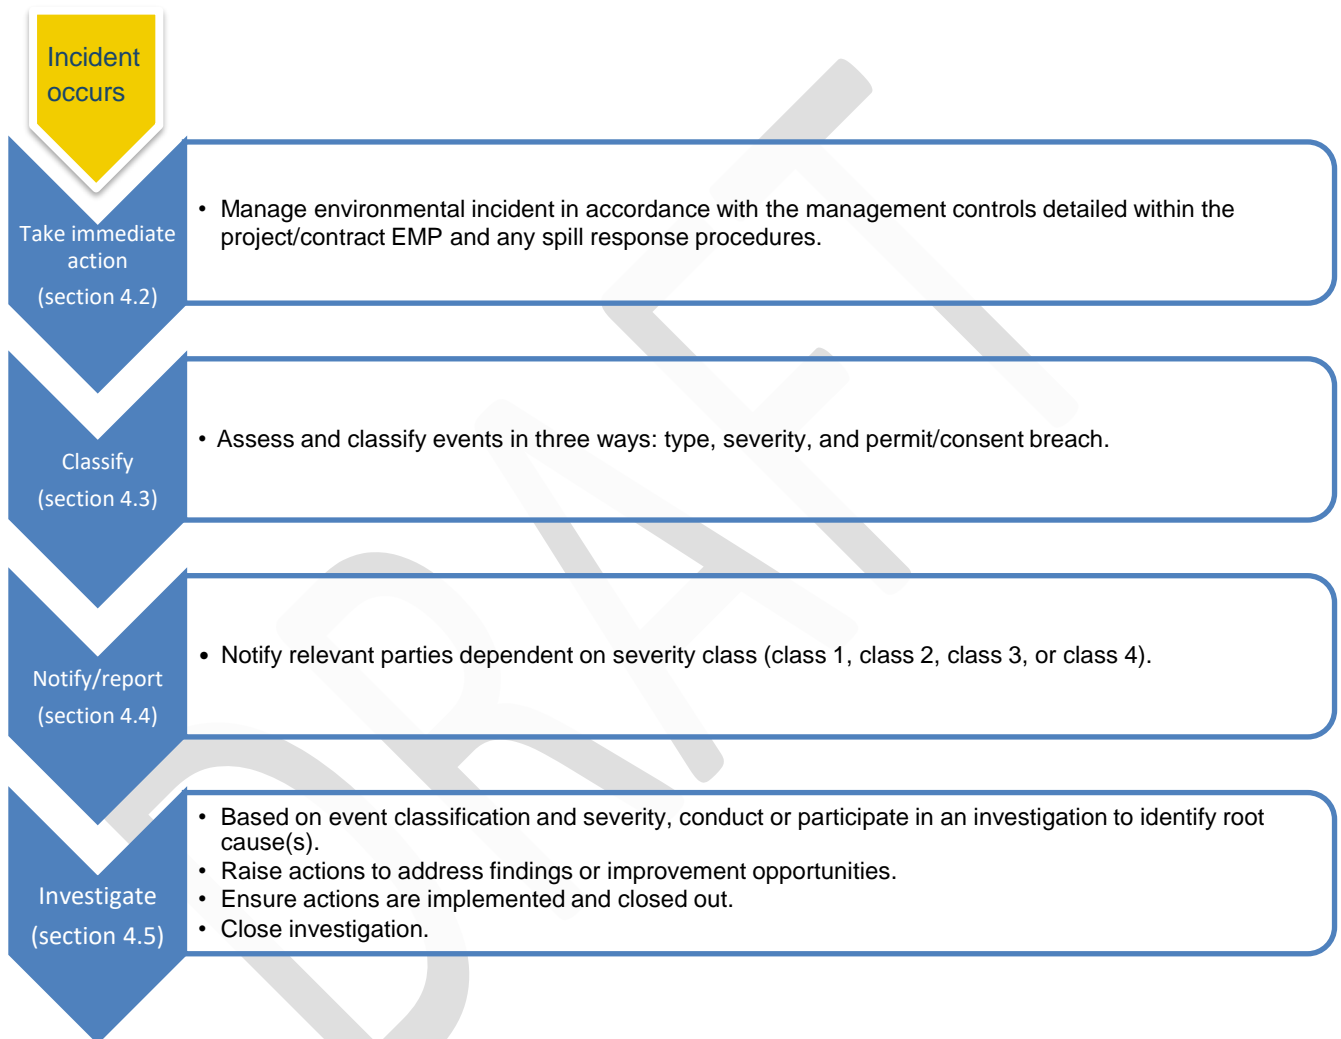 Incident
occurs
Take immediate
action
(section 4.2)
• Manage environmental incident in accordance with the management controls detailed within the
project/contract EMP and any spill response procedures.
Classify
(section 4.3)
• Assess and classify events in three ways: type, severity, and permit/consent breach.
Notify/report
(section 4.4)
• Notify relevant parties dependent on severity class (class 1, class 2, class 3, or class 4).
Investigate
(section 4.5)
• Based on event classification and severity, conduct or participate in an investigation to identify root
cause(s).
• Raise actions to address findings or improvement opportunities.
• Ensure actions are implemented and closed out.
• Close investigation.
DRAFT